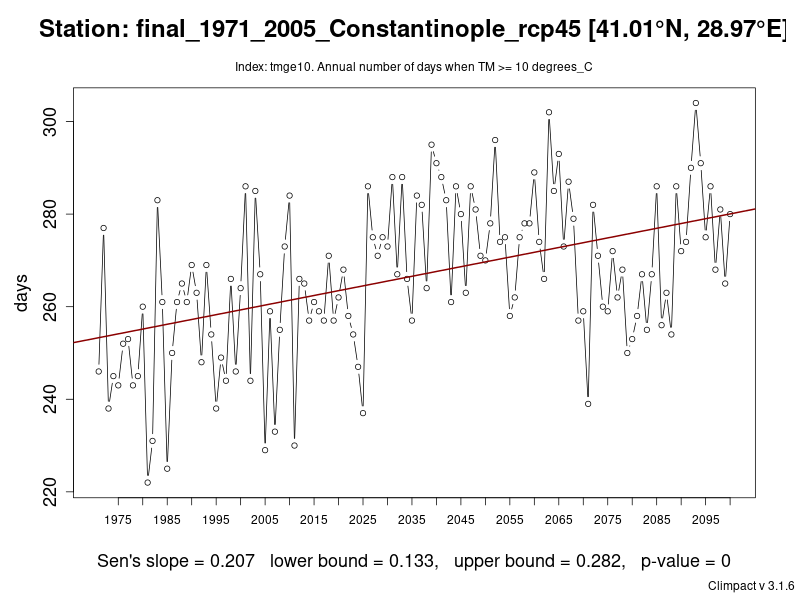 Station: final_1971_2005_Constantinople_rcp45 [41.01°N, 28.97°E]
Index: tmge10. Annual number of days when TM >= 10 degrees_C
300
280
260
240
220
days
1975 1985 1995 2005 2015 2025 2035 2045 2055 2065 2075 2085 2095
Sen's slope = 0.207 lower bound = 0.133, upper bound = 0.282, p-value = 0
Climpact v 3.1.6